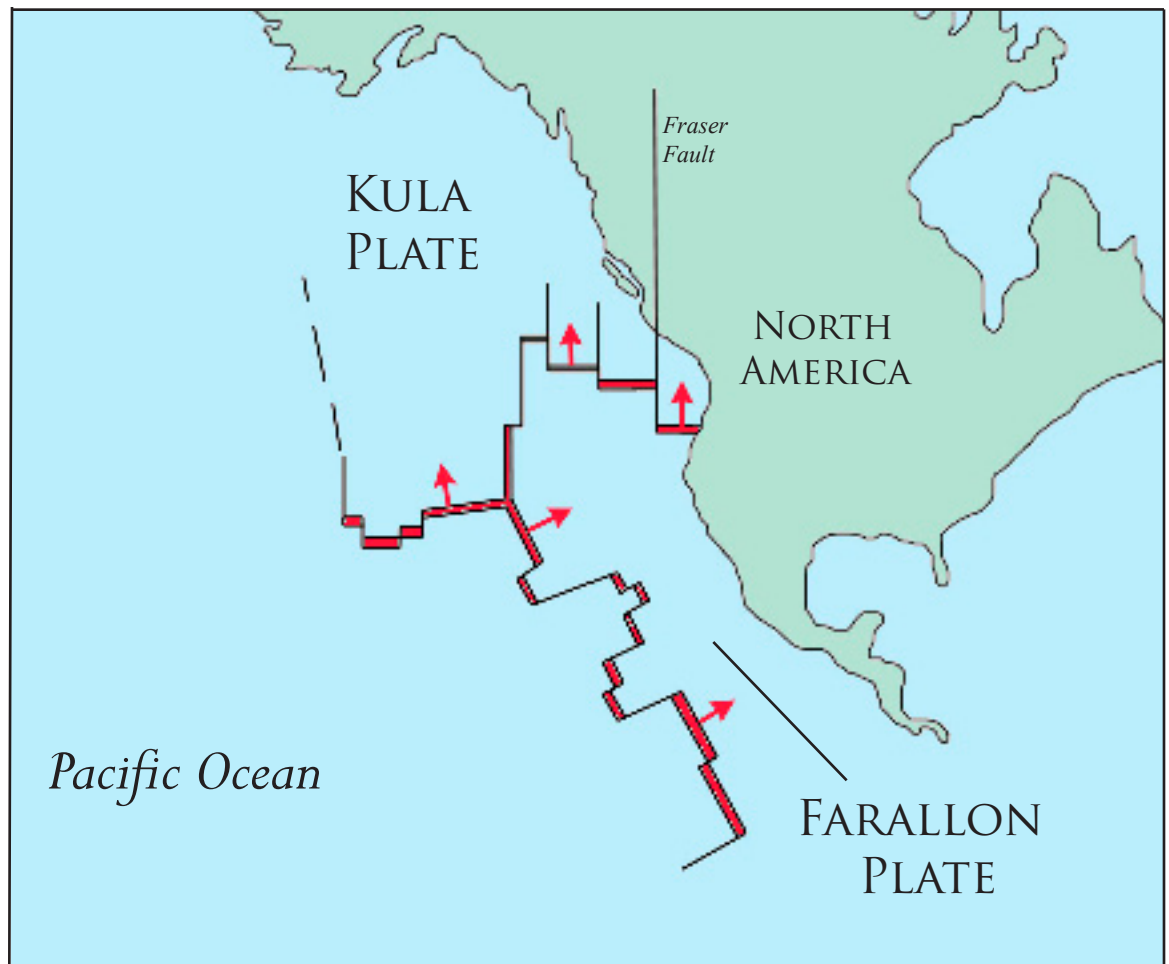 Fraser
Fault
KULA
PLATE
NORTH
AMERICA
Pacific Ocean
FARALLON
PLATE